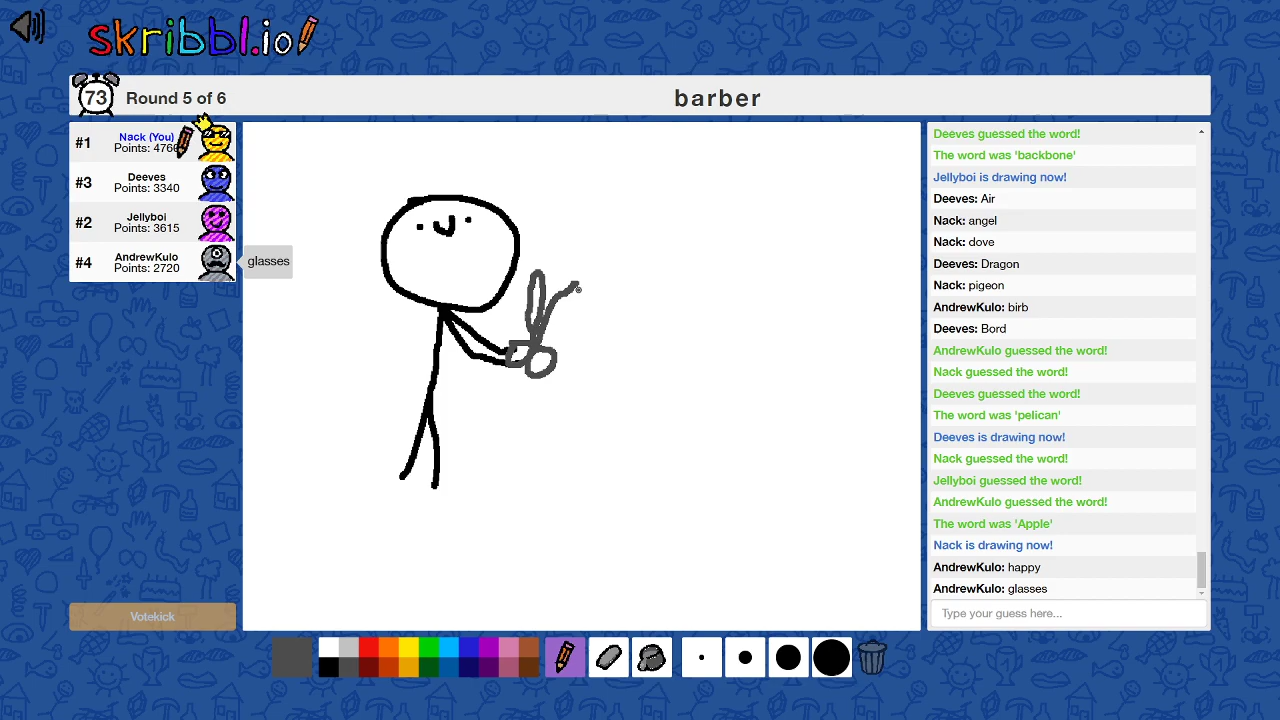 skribbl.io
73
Round 5 of 6
barber
#1
Nack (You)
Points: 4760
#3
Deeves
Points: 3340
#2
Jellyboi
Points: 3615
#4
AndrewKulo
Points: 2720
glasses
Votekick
Deeves guessed the word!
The word was 'backbone'
Jellyboi is drawing now!
Deeves: Air
Nack: angel
Nack: dove
Deeves: Dragon
Nack: pigeon
AndrewKulo: birb
Deeves: Bord
AndrewKulo guessed the word!
Nack guessed the word!
Deeves guessed the word!
The word was 'pelican'
Deeves is drawing now!
Nack guessed the word!
Jellyboi guessed the word!
AndrewKulo guessed the word!
The word was 'Apple'
Nack is drawing now!
AndrewKulo: happy
AndrewKulo: glasses
Type your guess here...